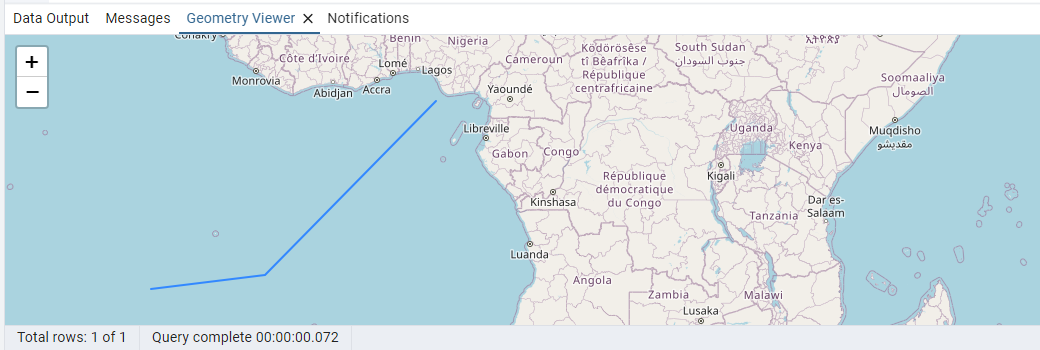 Data Output Messages Geometry Viewer × Notifications
+
−
Conakry
Bénin
Nigeria
Côte d'Ivoire
Lomé
Lagos
Monrovia
Abidjan
Accra
Cameroun
Yaoundé
Ködörösêse
tî Bêafrîka /
République
centrafricaine
South Sudan
جنوب السودان
Soomaaliya
الصومال
Libreville
Gabon
Congo
Uganda
Kenya
Muqdisho
مقديشو
Kigali
République
démocratique
du Congo
Kinshasa
Tanzania
Dar es-
Salaam
Luanda
Angola
Zambia
Malawi
Lusaka
Total rows: 1 of 1 Query complete 00:00:00.072